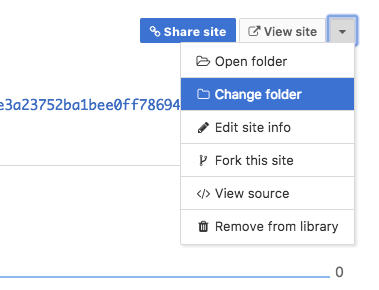 Share site
View site
Open folder
e3a23752ba1bee0ff78694
Change folder
Edit site info
Fork this site
View source
Remove from library
0